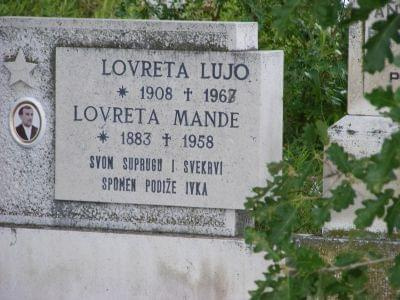 LOVRETA LUJO
* 1908 † 1967
LOVRETA MANDE
* 1883 † 1958
SVOM SUPRUGU I SVEKRVI
SPOMEN PODIŽE IVKA